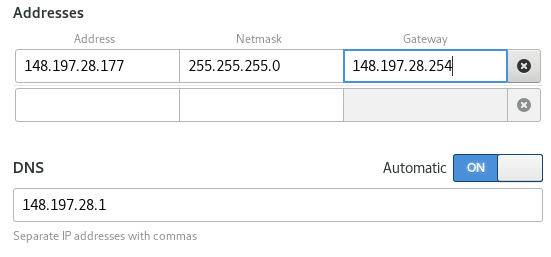 Addresses
Address Netmask Gateway
148.197.28.177 255.255.255.0 148.197.28.254
DNS Automatic ON
148.197.28.1
Separate IP addresses with commas